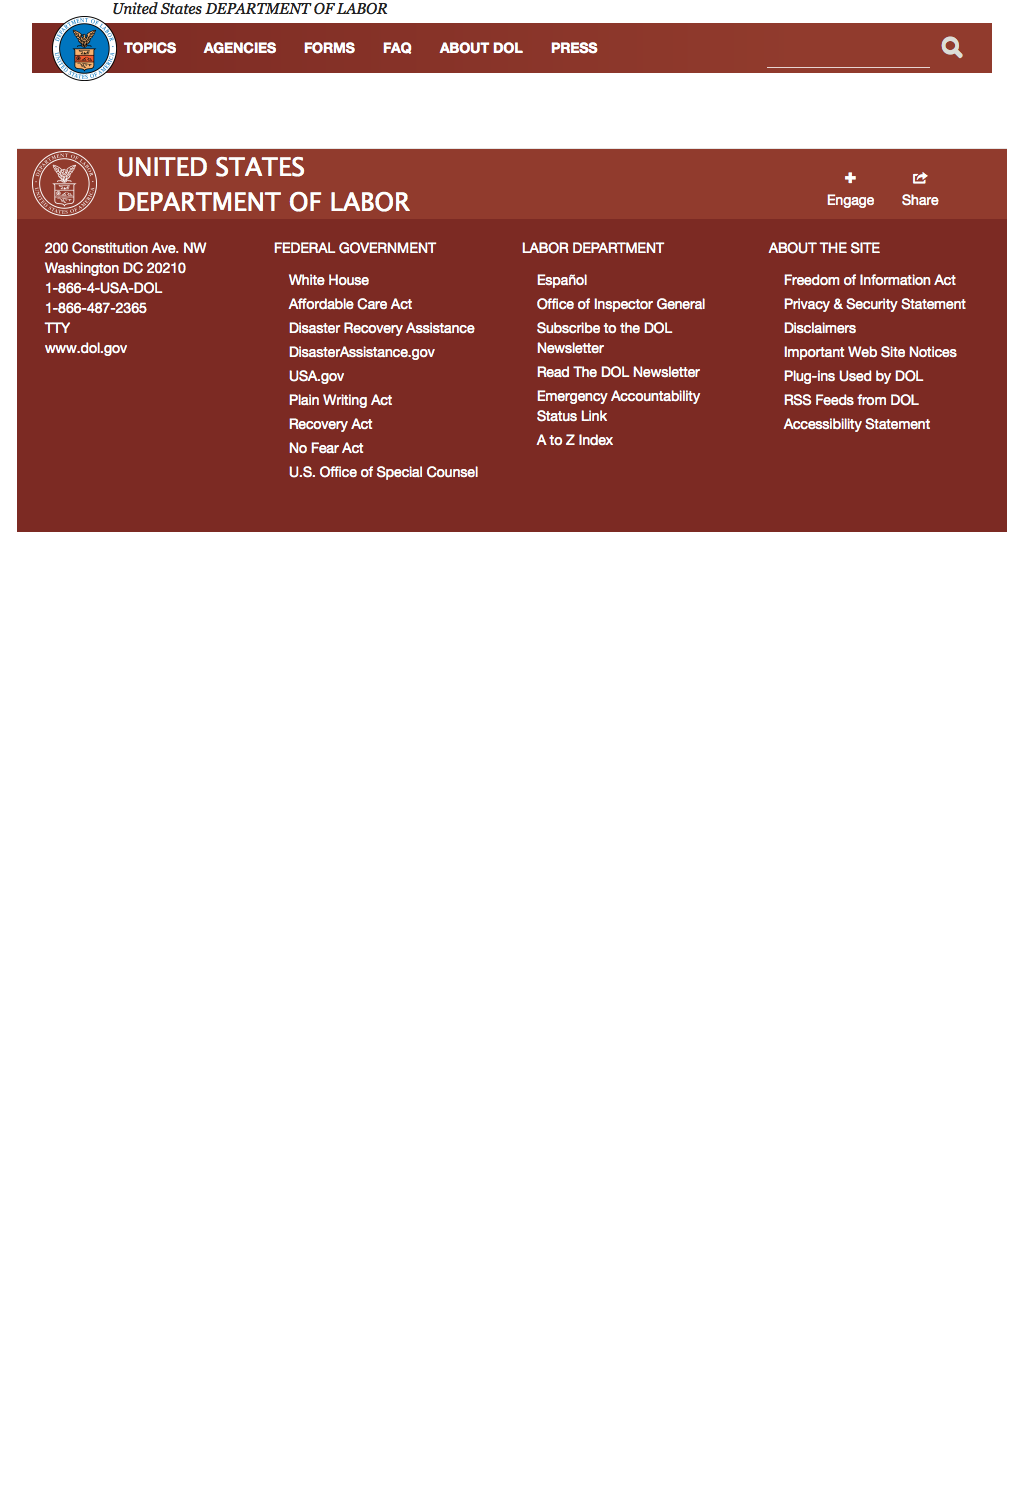 United States DEPARTMENT OF LABOR
TOPICS AGENCIES FORMS FAQ ABOUT DOL PRESS
UNITED STATES
DEPARTMENT OF LABOR
Engage Share
200 Constitution Ave. NW
Washington DC 20210
1-866-4-USA-DOL
1-866-487-2365
TTY
www.dol.gov
FEDERAL GOVERNMENT
White House
Affordable Care Act
Disaster Recovery Assistance
DisasterAssistance.gov
USA.gov
Plain Writing Act
Recovery Act
No Fear Act
U.S. Office of Special Counsel
LABOR DEPARTMENT
Español
Office of Inspector General
Subscribe to the DOL
Newsletter
Read The DOL Newsletter
Emergency Accountability
Status Link
A to Z Index
ABOUT THE SITE
Freedom of Information Act
Privacy & Security Statement
Disclaimers
Important Web Site Notices
Plug-ins Used by DOL
RSS Feeds from DOL
Accessibility Statement